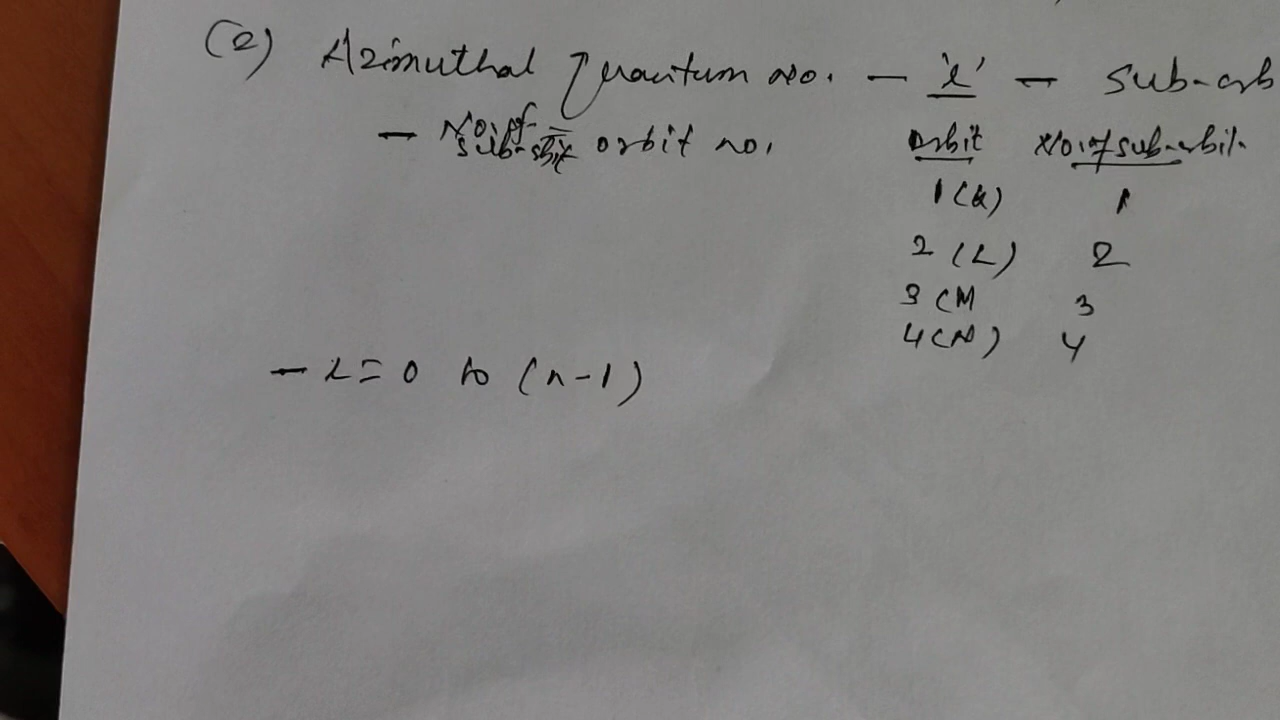 (2) Azimuthal Quantum no. — 'l' — sub-orb
— No. of sub-orbit = orbit no.
orbit No. of sub-orbit.
1 (K) 1
2 (L) 2
3 (M 3
4 (N) 4
— l = 0 to (n-1)